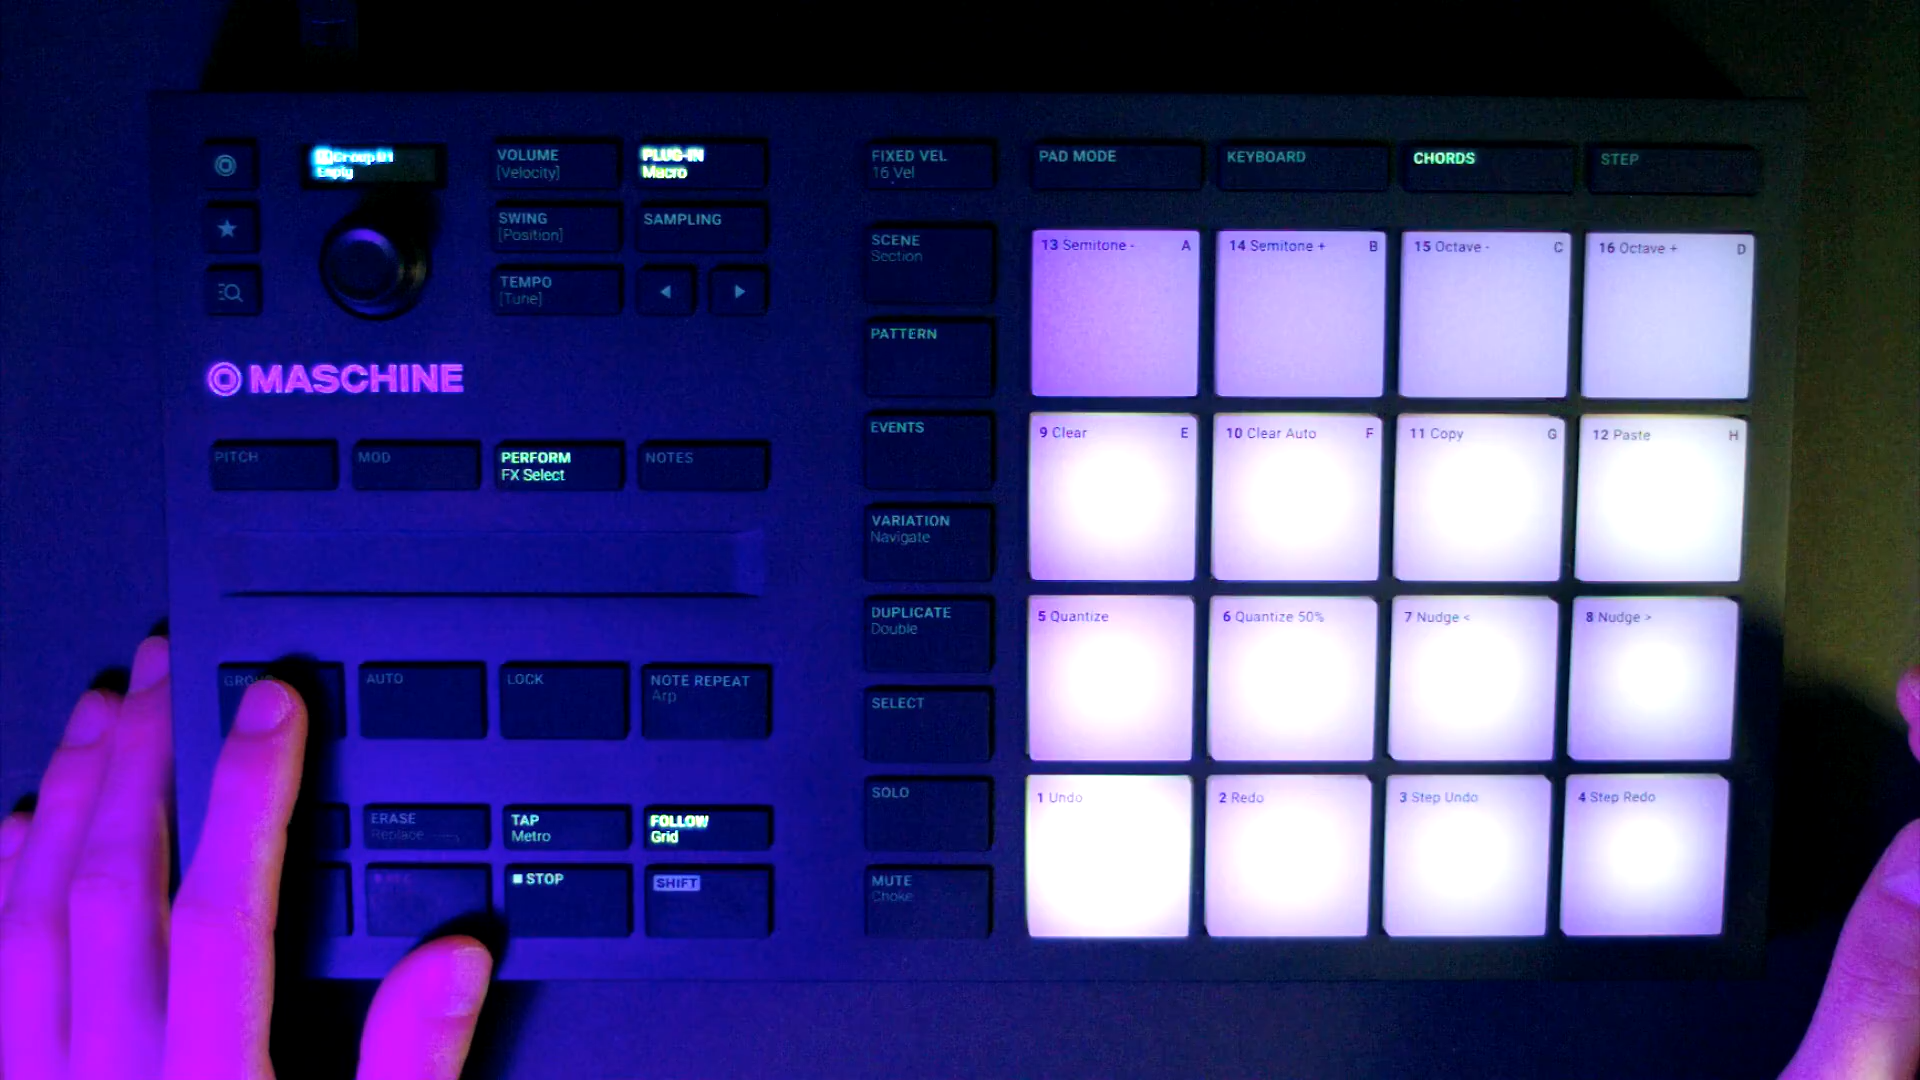 Group D1
Empty
VOLUME
[Velocity]
PLUG-IN
Macro
SWING
[Position]
SAMPLING
TEMPO
[Tune]
MASCHINE
PITCH
MOD
PERFORM
FX Select
NOTES
AUTO
LOCK
NOTE REPEAT
Arp
ERASE
Replace
TAP
Metro
FOLLOW
Grid
STOP
SHIFT
FIXED VEL
16 Vel
SCENE
Section
PATTERN
EVENTS
VARIATION
Navigate
DUPLICATE
Double
SELECT
SOLO
MUTE
Choke
PAD MODE
KEYBOARD
CHORDS
STEP
13 Semitone - A
14 Semitone + B
15 Octave - C
16 Octave + D
9 Clear E
10 Clear Auto F
11 Copy G
12 Paste H
5 Quantize
6 Quantize 50%
7 Nudge <
8 Nudge >
1 Undo
2 Redo
3 Step Undo
4 Step Redo